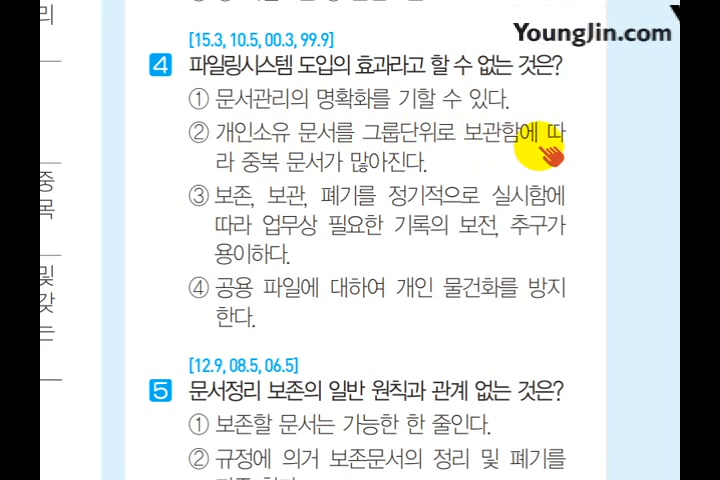 리
YoungJin.com
[15.3, 10.5, 00.3, 99.9]
4 파일링시스템 도입의 효과라고 할 수 없는 것은?
① 문서관리의 명확화를 기할 수 있다.
② 개인소유 문서를 그룹단위로 보관함에 따
라 중복 문서가 많아진다.
중
③ 보존, 보관, 폐기를 정기적으로 실시함에
목
따라 업무상 필요한 기록의 보전, 추구가
용이하다.
및
④ 공용 파일에 대하여 개인 물건화를 방지
갖
한다.
는
[12.9, 08.5, 06.5]
5 문서정리 보존의 일반 원칙과 관계 없는 것은?
① 보존할 문서는 가능한 한 줄인다.
② 규정에 의거 보존문서의 정리 및 폐기를